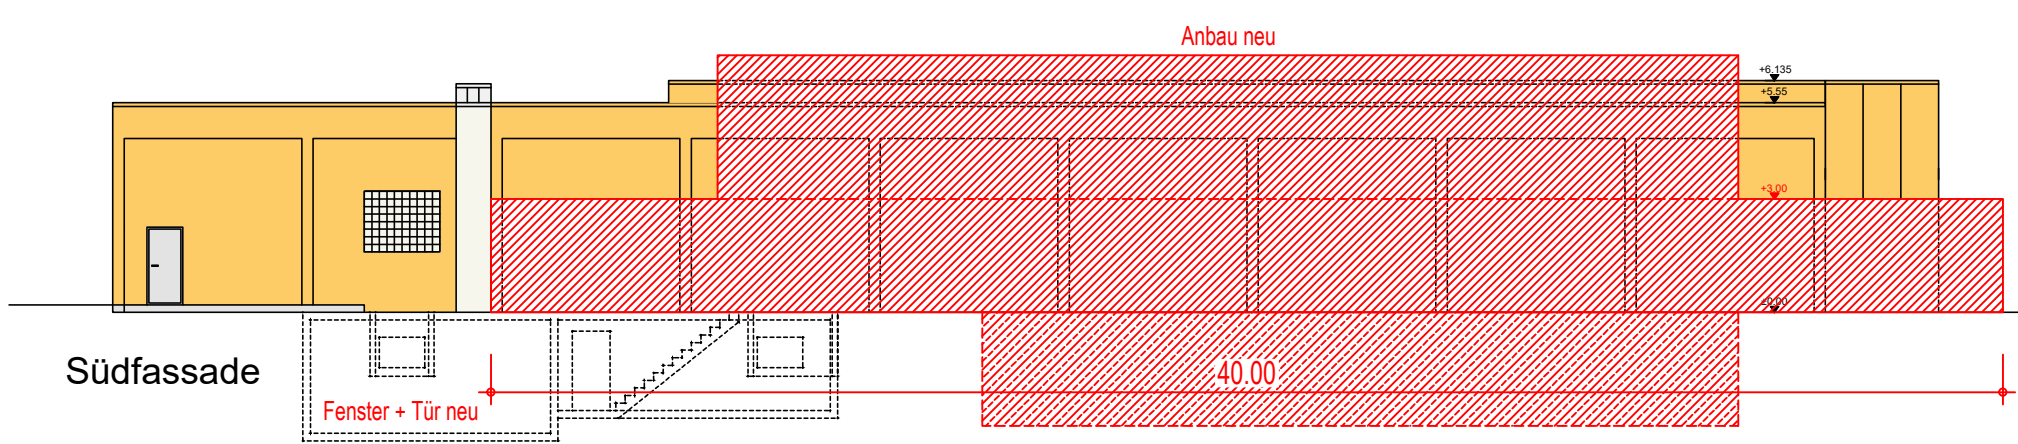 Anbau neu
+6.135
+5.55
+3.00
±0.00
Südfassade
40.00
Fenster + Tür neu